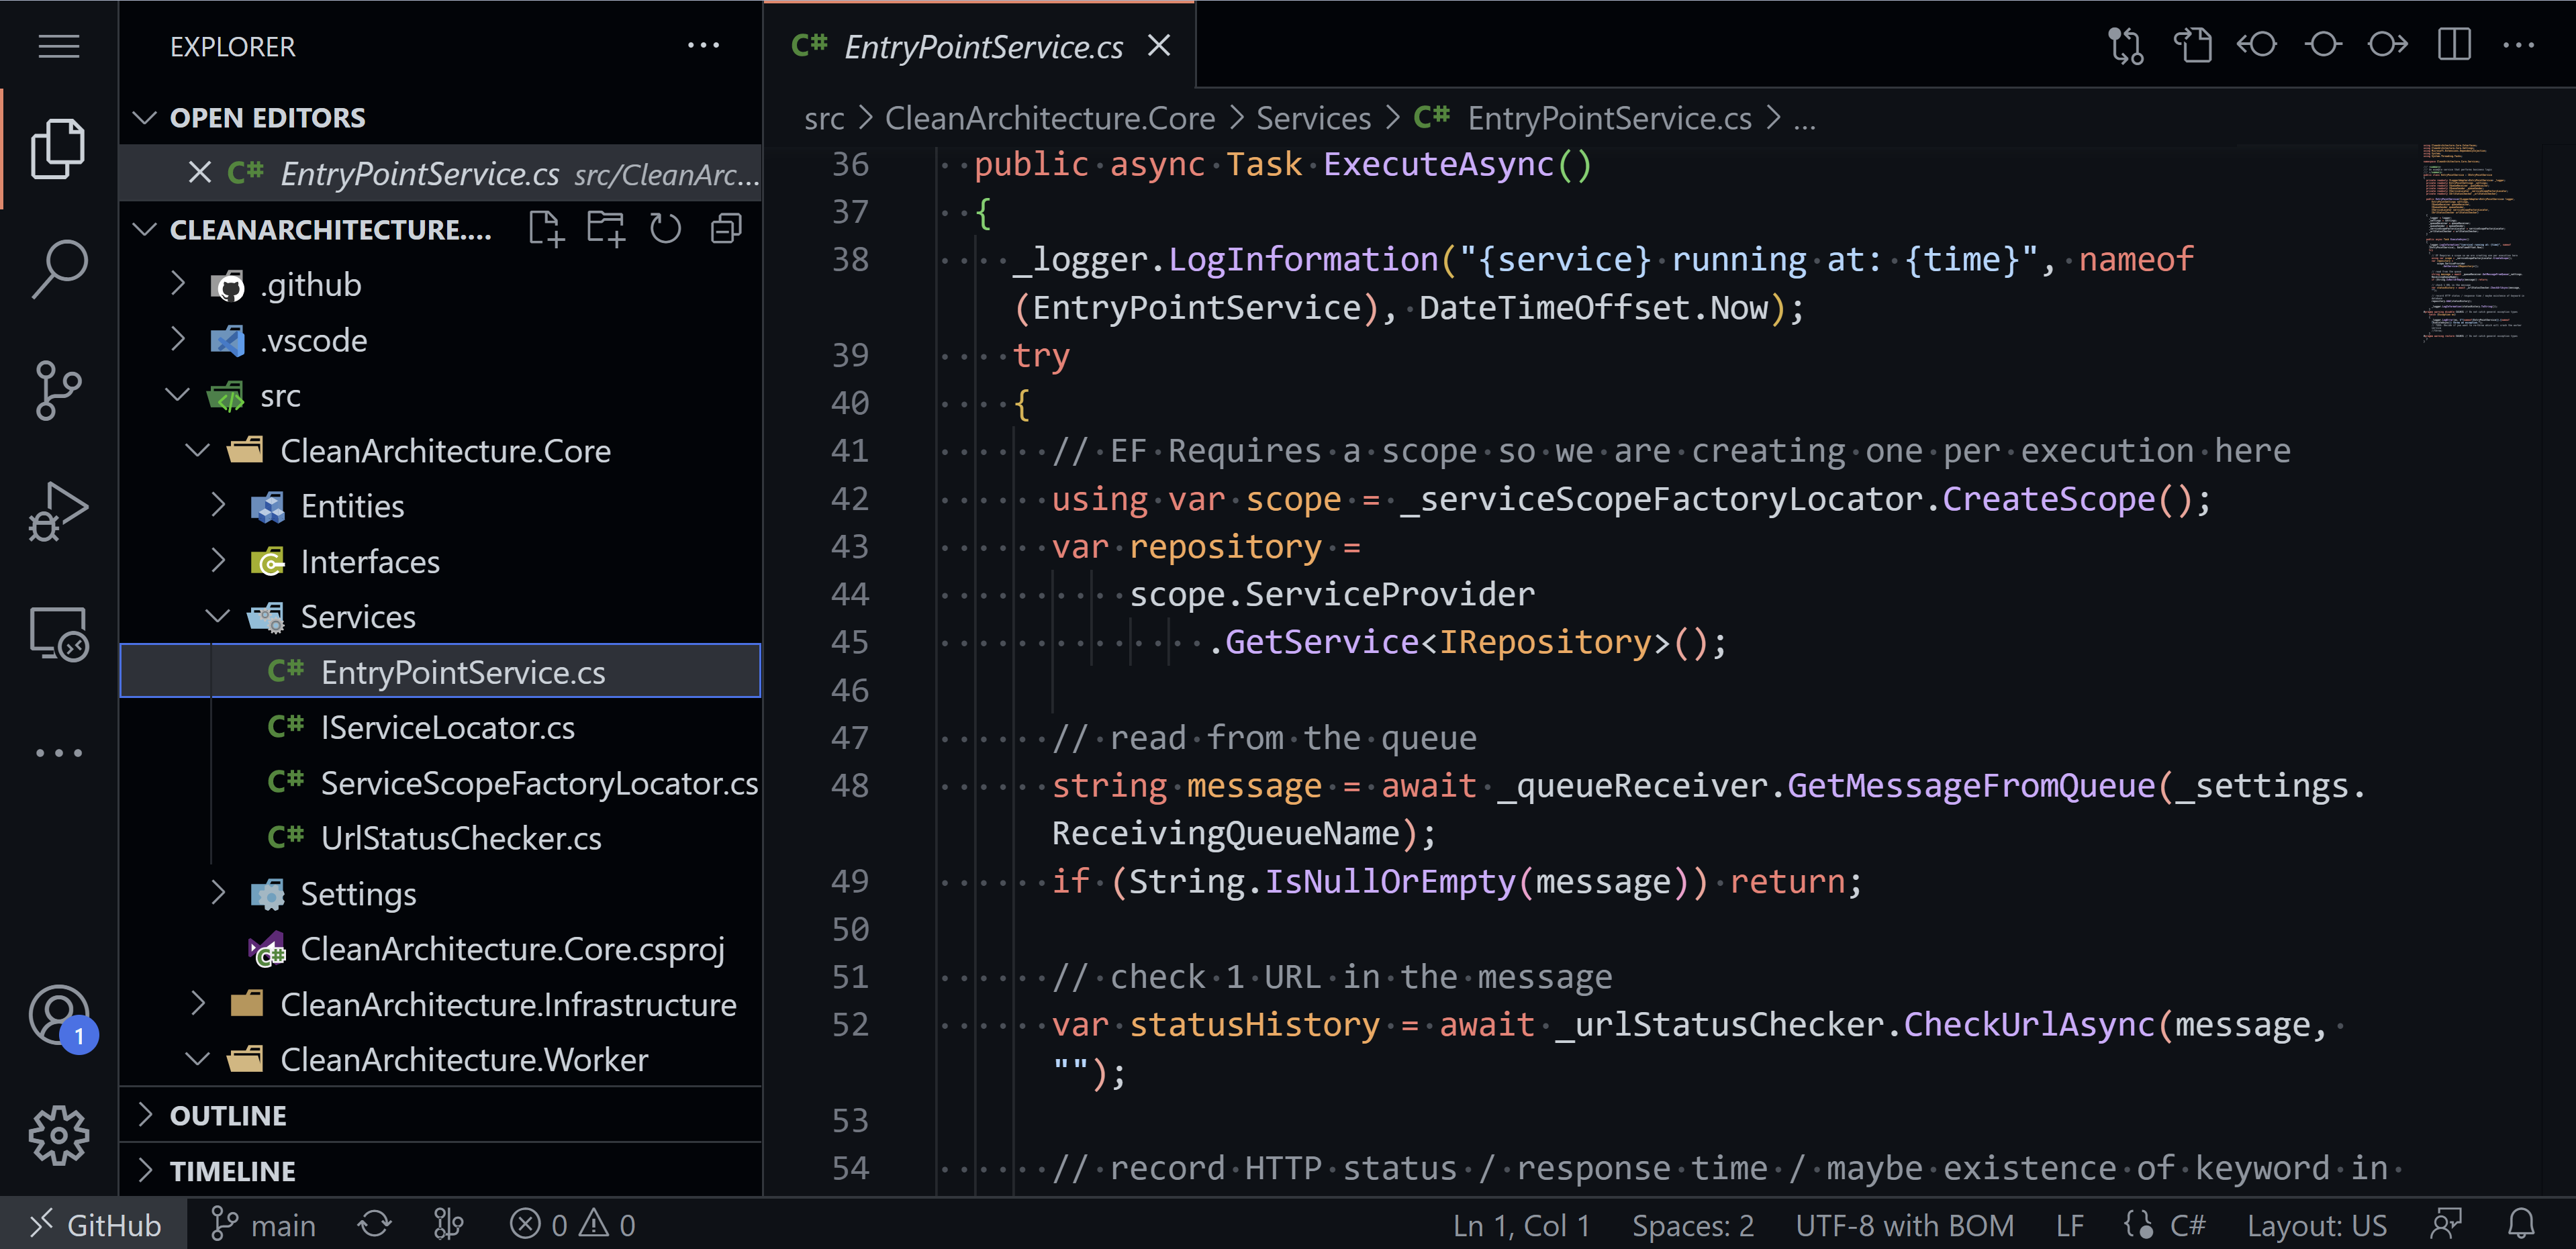 EXPLORER
OPEN EDITORS
EntryPointService.cs src/CleanArc...
CLEANARCHITECTURE....
.github
.vscode
src
CleanArchitecture.Core
Entities
Interfaces
Services
C# EntryPointService.cs
C# IServiceLocator.cs
C# ServiceScopeFactoryLocator.cs
C# UrlStatusChecker.cs
Settings
CleanArchitecture.Core.csproj
CleanArchitecture.Infrastructure
CleanArchitecture.Worker
OUTLINE
TIMELINE
1
C# EntryPointService.cs
src > CleanArchitecture.Core > Services > C# EntryPointService.cs > ...
36 public async Task ExecuteAsync()
37 {
38 _logger.LogInformation("{service} running at: {time}", nameof
(EntryPointService), DateTimeOffset.Now);
39 try
40 {
41 // EF Requires a scope so we are creating one per execution here
42 using var scope = _serviceScopeFactoryLocator.CreateScope();
43 var repository =
44 scope.ServiceProvider
45 .GetService<IRepository>();
46
47 // read from the queue
48 string message = await _queueReceiver.GetMessageFromQueue(_settings.
ReceivingQueueName);
49 if (String.IsNullOrEmpty(message)) return;
50
51 // check 1 URL in the message
52 var statusHistory = await _urlStatusChecker.CheckUrlAsync(message,
"");
53
54 // record HTTP status / response time / maybe existence of keyword in
GitHub main 0 0 Ln 1, Col 1 Spaces: 2 UTF-8 with BOM LF C# Layout: US